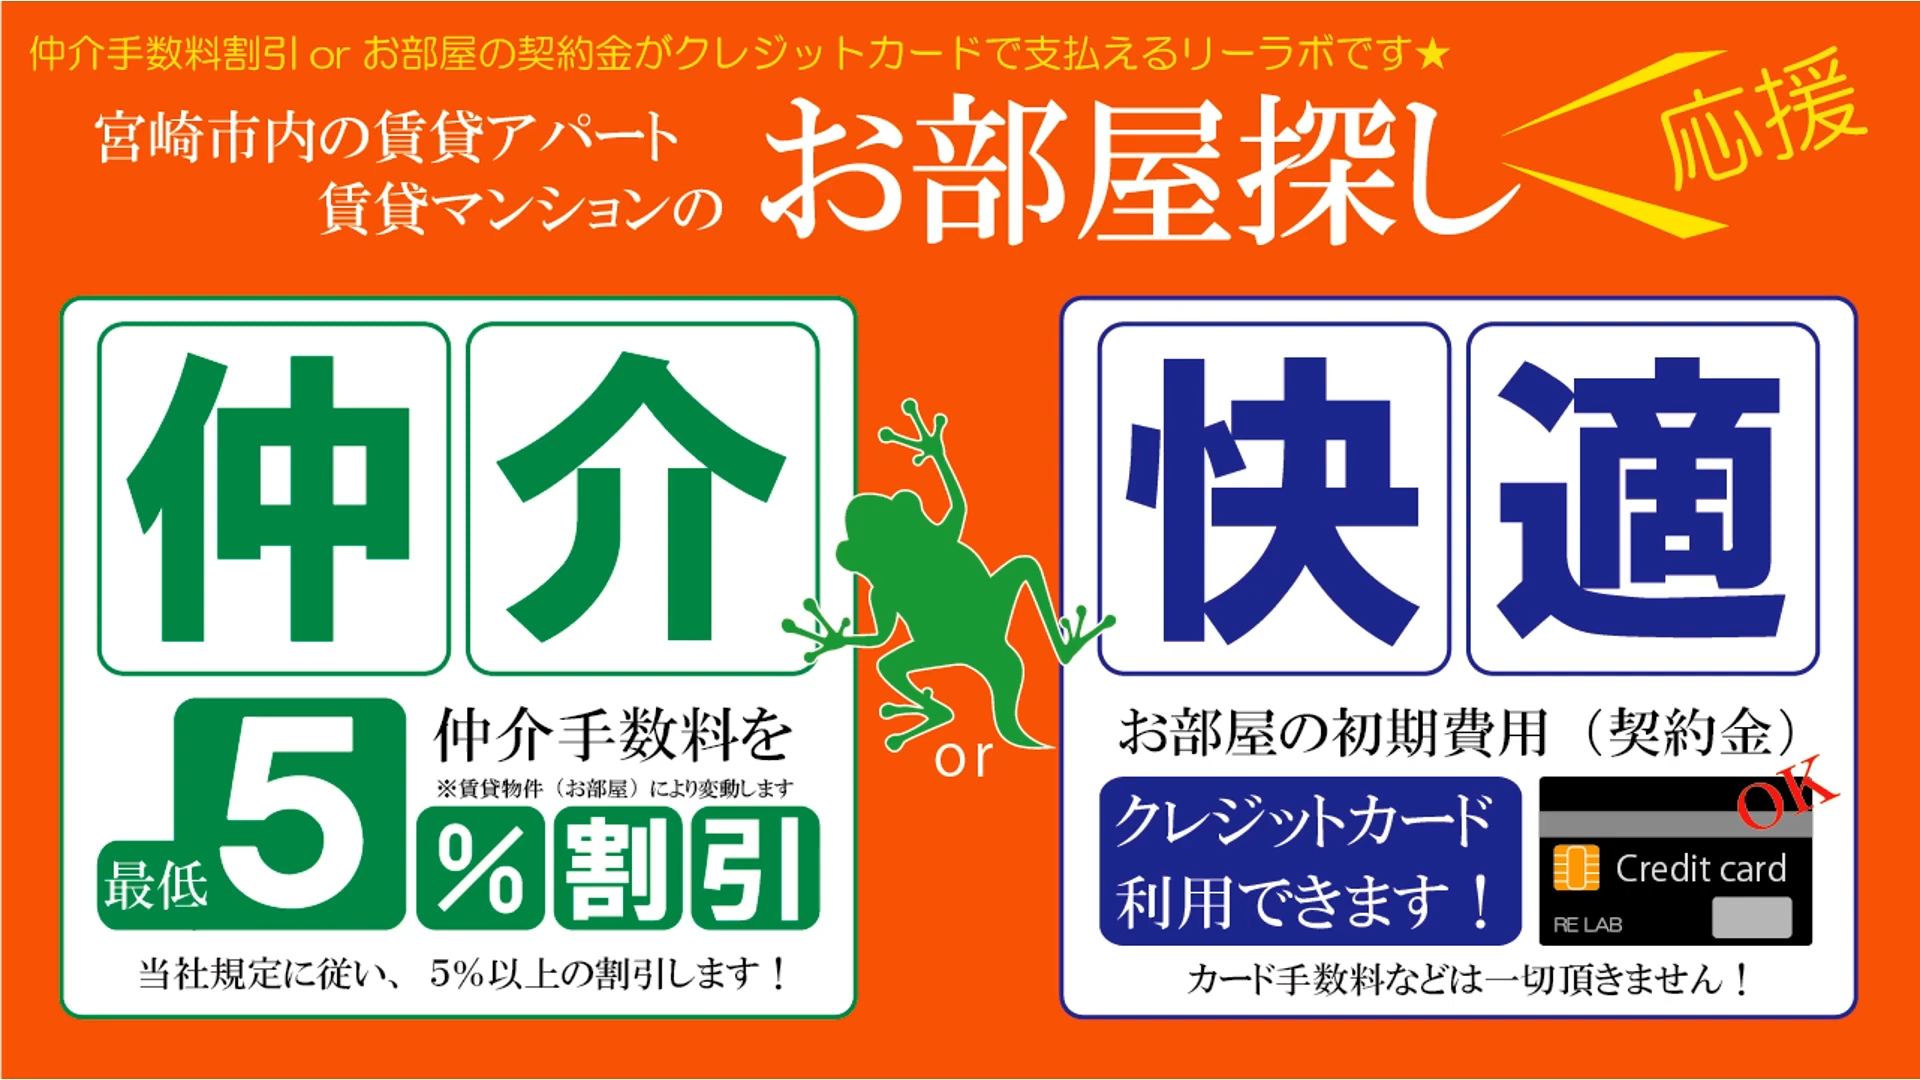 仲介手数料割引 or お部屋の契約金がクレジットカードで支払えるリーラボです★
宮崎市内の賃貸アパート
賃貸マンションの
お部屋探し
応援
仲介
最低5
仲介手数料を
※賃貸物件（お部屋）により変動します
%割引
当社規定に従い、5%以上の割引します！
or
快適
お部屋の初期費用（契約金）
クレジットカード
利用できます！
OK
Credit card
RE LAB
カード手数料などは一切頂きません！